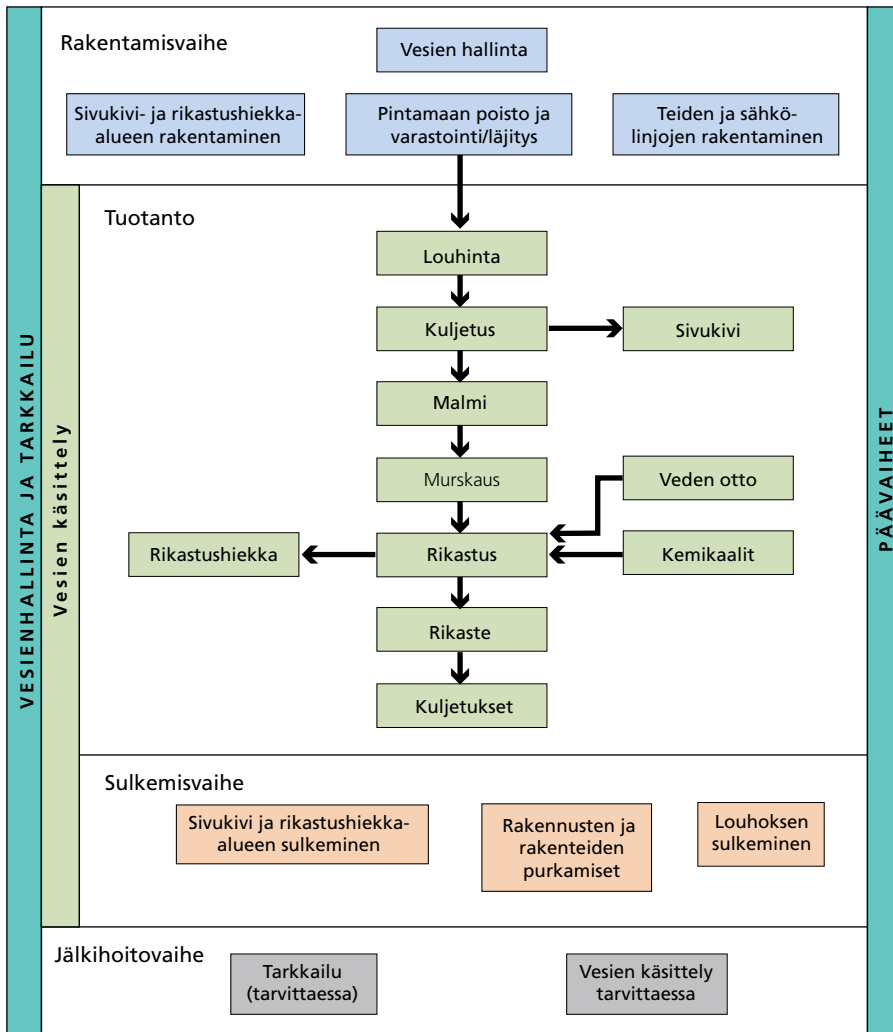 Rakentamisvaihe
Vesien hallinta
Sivukivi- ja rikastushiekka-
alueen rakentaminen
Pintamaan poisto ja
varastointi/läjitys
Teiden ja sähkö-
linjojen rakentaminen
Tuotanto
Louhinta
Kuljetus
Sivukivi
Malmi
Murskaus
Veden otto
Rikastushiekka
Rikastus
Kemikaalit
Rikaste
Kuljetukset
Sulkemisvaihe
Sivukivi ja rikastushiekka-
alueen sulkeminen
Rakennusten ja
rakenteiden
purkamiset
Louhoksen
sulkeminen
Jälkihoitovaihe
Tarkkailu
(tarvittaessa)
Vesien käsittely
tarvittaessa
VESIENHALLINTA JA TARKKAILU
Vesien käsittely
PÄÄVAIHEET